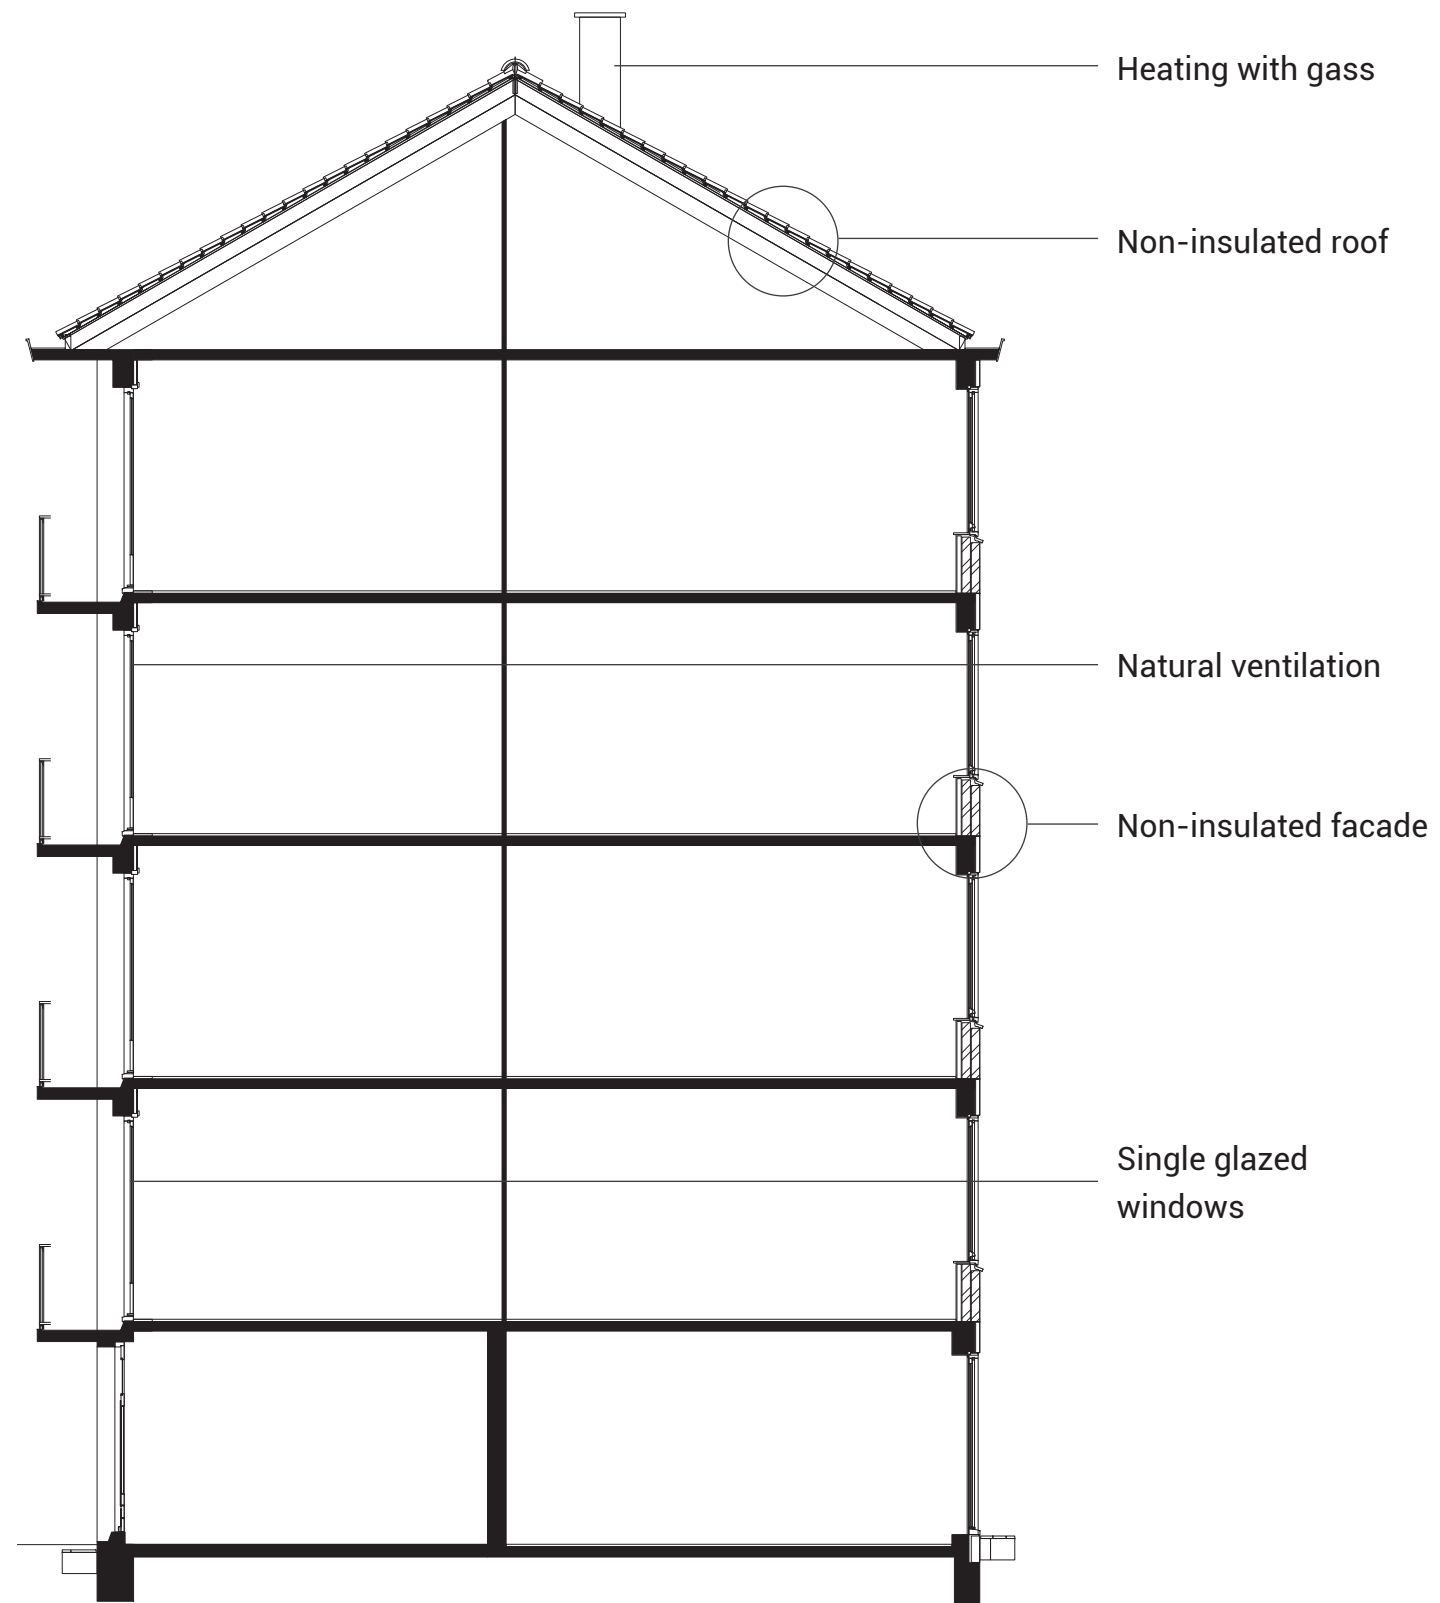 Heating with gass
Non-insulated roof
Natural ventilation
Non-insulated facade
Single glazed
windows